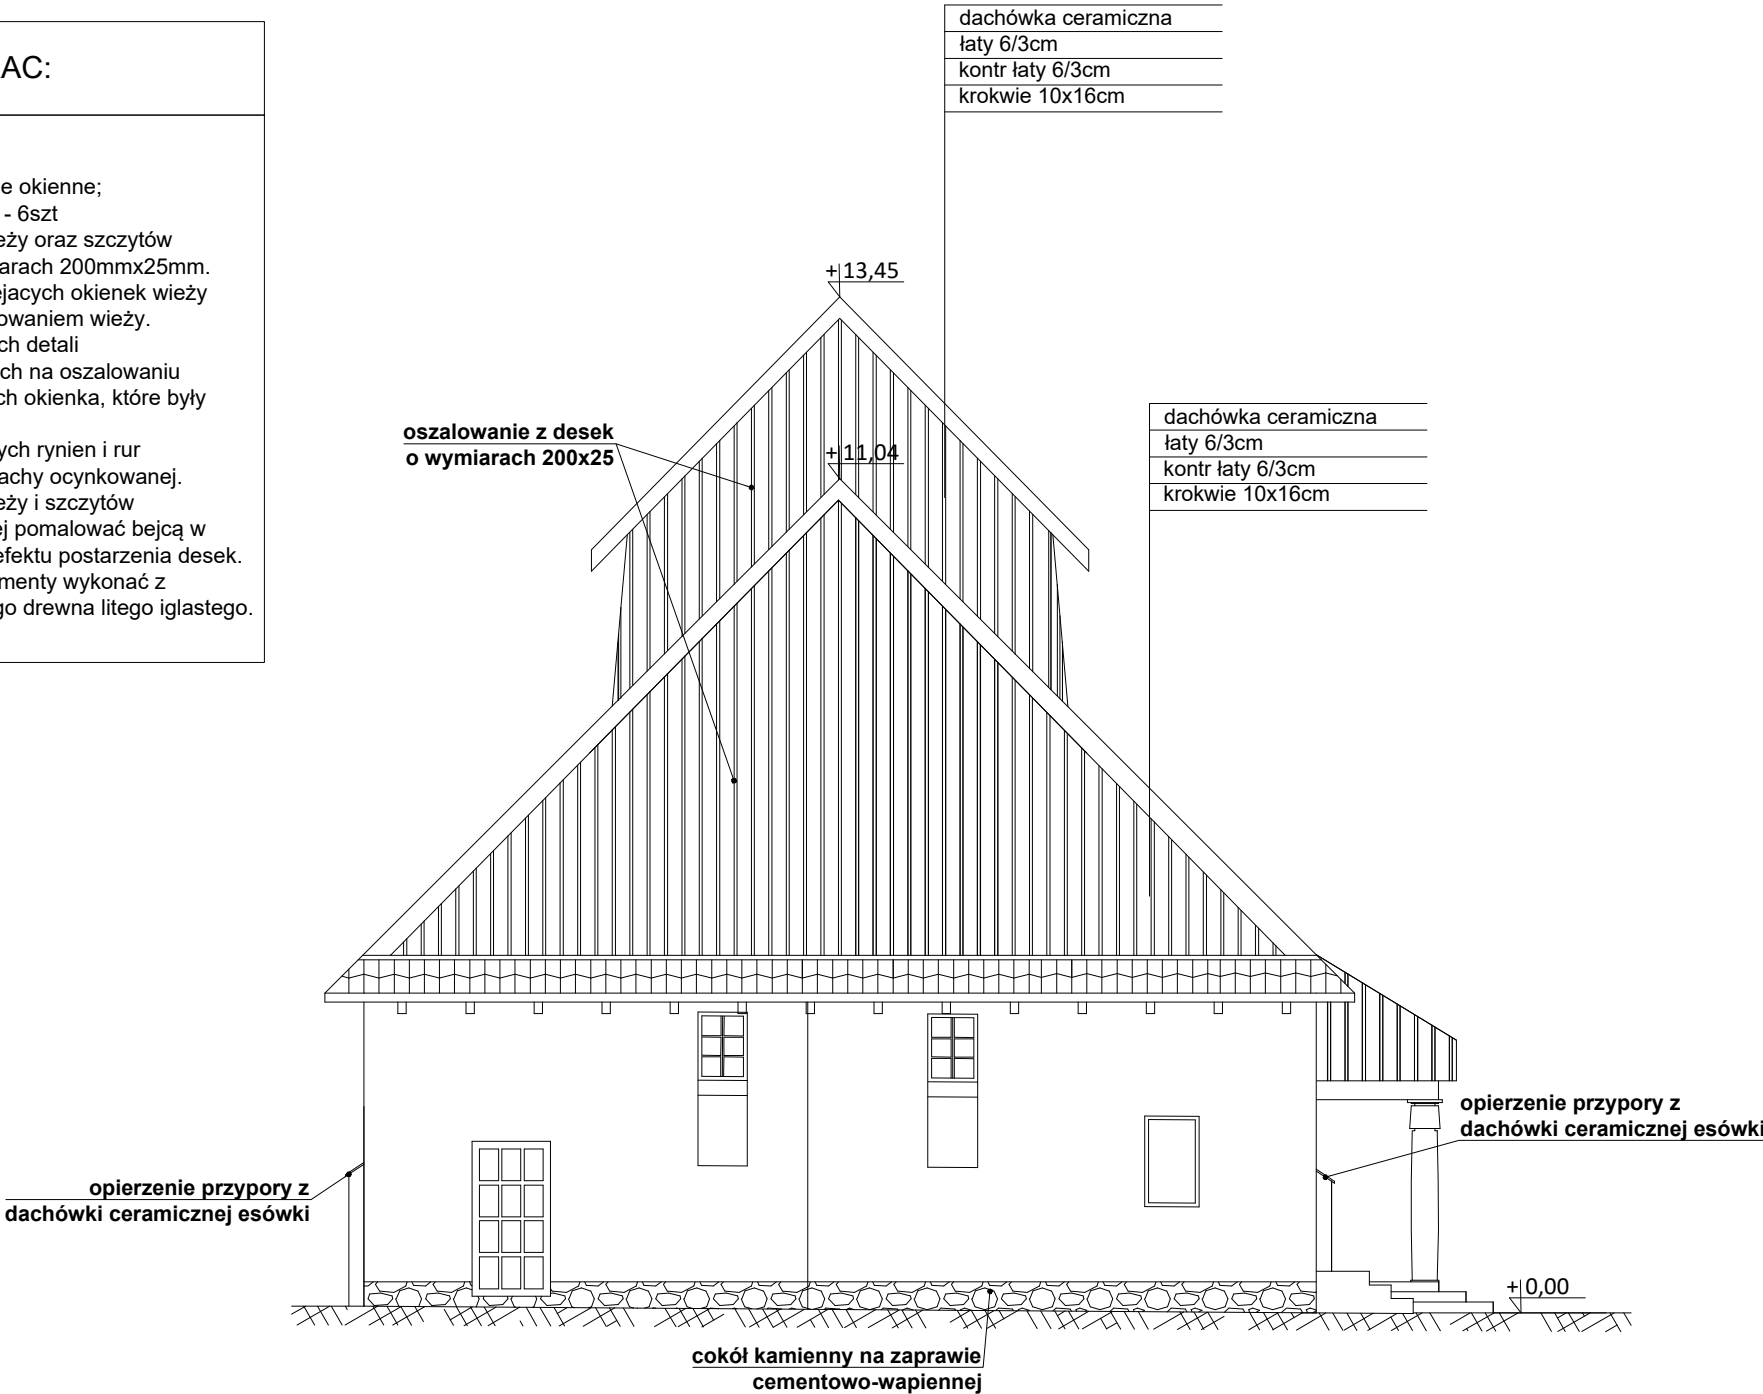 AC:
e okienne;
- 6szt
eży oraz szczytów
arach 200mmx25mm.
ejacych okienek wieży
owaniem wieży.
ch detali
ch na oszalowaniu
ch okienka, które były
ych rynien i rur
achy ocynkowanej.
eży i szczytów
ej pomalować bejcą w
efektu postarzenia desek.
menty wykonać z
go drewna litego iglastego.
dachówka ceramiczna
łaty 6/3cm
kontr łaty 6/3cm
krokwie 10x16cm
+13,45
oszalowanie z desek
o wymiarach 200x25
+11,04
dachówka ceramiczna
łaty 6/3cm
kontr łaty 6/3cm
krokwie 10x16cm
opierzenie przypory z
dachówki ceramicznej esówki
opierzenie przypory z
dachówki ceramicznej esówki
+0,00
cokół kamienny na zaprawie
cementowo-wapiennej